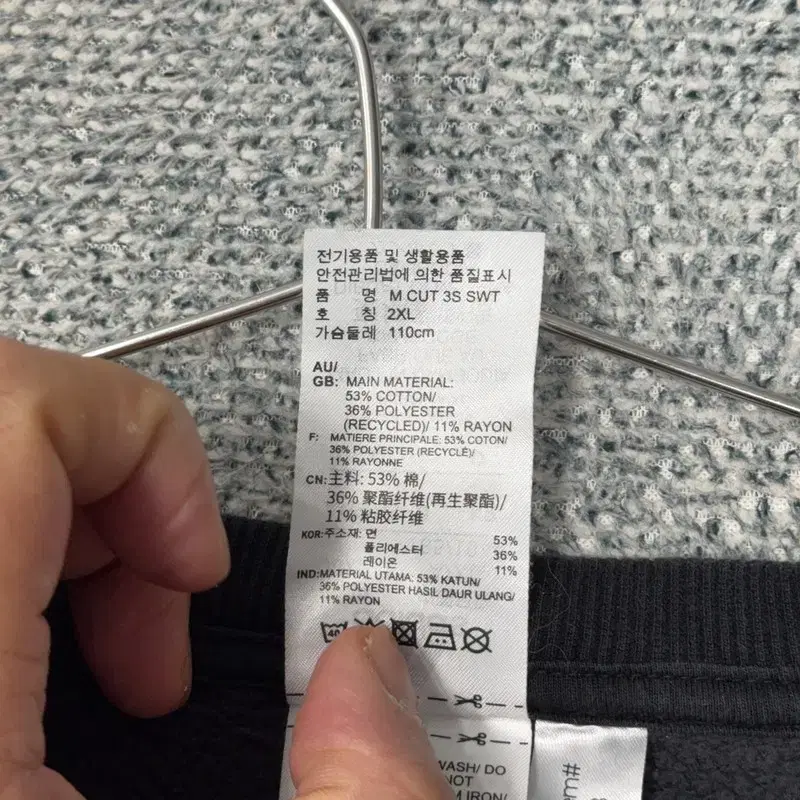 전기용품 및 생활용품
안전관리법에 의한 품질표시
품 명 M CUT 3S SWT
호 칭 2XL
가슴둘레 110cm
AU/
GB: MAIN MATERIAL:
53% COTTON/
36% POLYESTER
(RECYCLED)/ 11% RAYON
F: MATIERE PRINCIPALE: 53% COTON/
36% POLYESTER (RECYCLÉ)/
11% RAYONNE
CN:主料: 53% 棉/
36% 聚酯纤维(再生聚酯)/
11% 粘胶纤维
KOR:주소재: 면 53%
폴리에스터 36%
레이온 11%
IND:MATERIAL UTAMA: 53% KATUN/
36% POLYESTER HASIL DAUR ULANG/
11% RAYON
40
WASH/ DO
NOT
IRON/